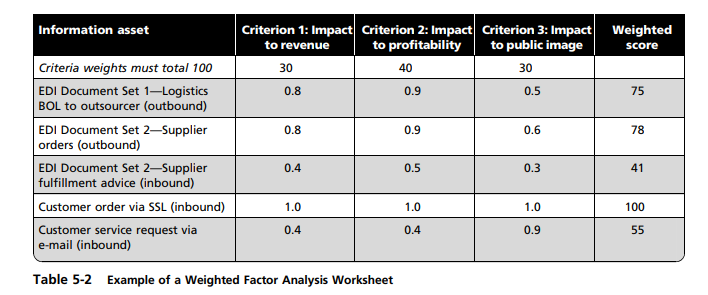 Information asset Criterion 1: Impact to revenue Criterion 2: Impact to profitability Criterion 3: Impact to public image Weighted score
Criteria weights must total 100 30 40 30
EDI Document Set 1—Logistics BOL to outsourcer (outbound) 0.8 0.9 0.5 75
EDI Document Set 2—Supplier orders (outbound) 0.8 0.9 0.6 78
EDI Document Set 2—Supplier fulfillment advice (inbound) 0.4 0.5 0.3 41
Customer order via SSL (inbound) 1.0 1.0 1.0 100
Customer service request via e-mail (inbound) 0.4 0.4 0.9 55
Table 5-2 Example of a Weighted Factor Analysis Worksheet